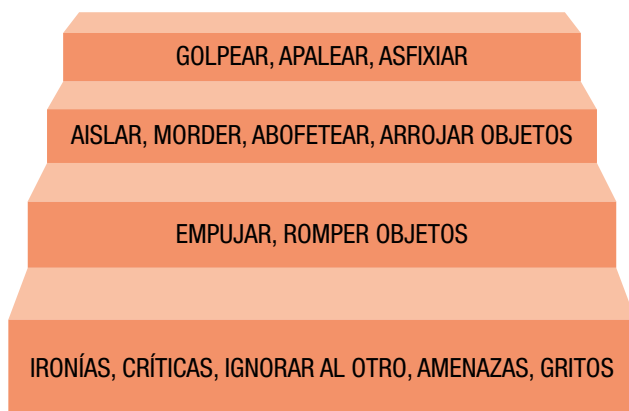 GOLPEAR, APALEAR, ASFIXIAR
AISLAR, MORDER, ABOFETEAR, ARROJAR OBJETOS
EMPUJAR, ROMPER OBJETOS
IRONÍAS, CRÍTICAS, IGNORAR AL OTRO, AMENAZAS, GRITOS